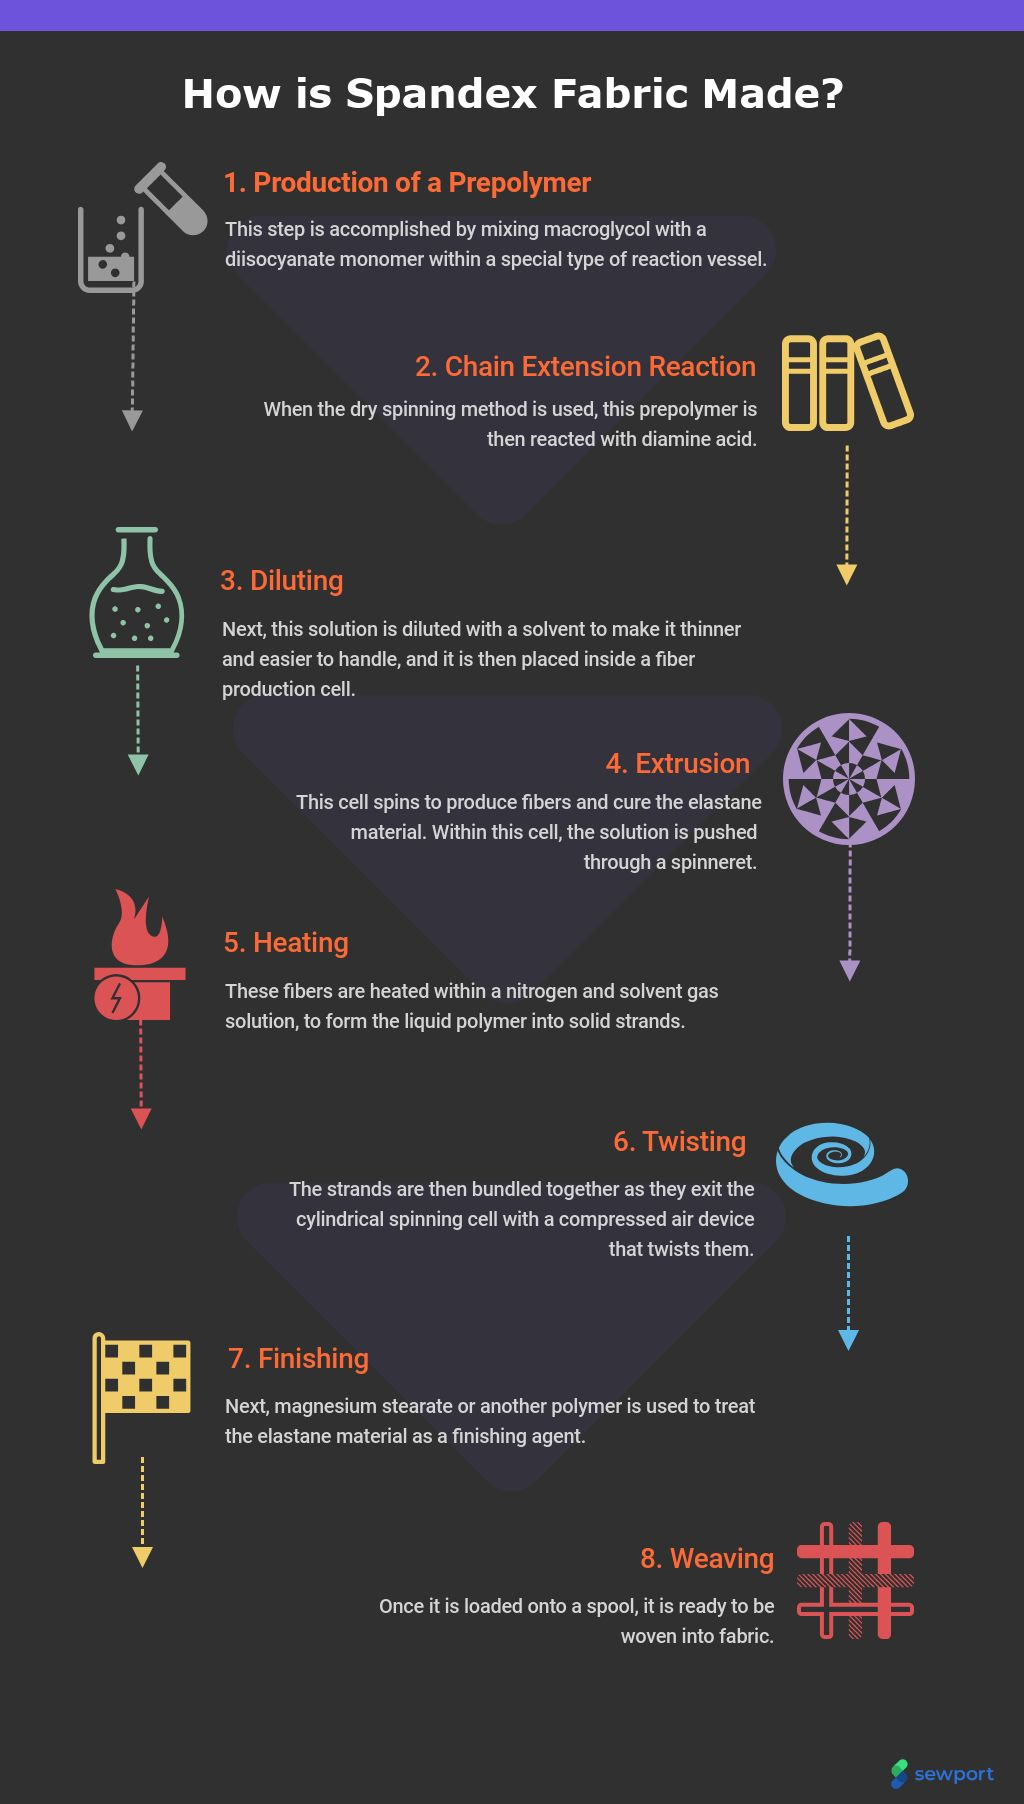 How is Spandex Fabric Made?
1. Production of a Prepolymer
This step is accomplished by mixing macroglycol with a
diisocyanate monomer within a special type of reaction vessel.
2. Chain Extension Reaction
When the dry spinning method is used, this prepolymer is
then reacted with diamine acid.
3. Diluting
Next, this solution is diluted with a solvent to make it thinner
and easier to handle, and it is then placed inside a fiber
production cell.
4. Extrusion
This cell spins to produce fibers and cure the elastane
material. Within this cell, the solution is pushed
through a spinneret.
5. Heating
These fibers are heated within a nitrogen and solvent gas
solution, to form the liquid polymer into solid strands.
6. Twisting
The strands are then bundled together as they exit the
cylindrical spinning cell with a compressed air device
that twists them.
7. Finishing
Next, magnesium stearate or another polymer is used to treat
the elastane material as a finishing agent.
8. Weaving
Once it is loaded onto a spool, it is ready to be
woven into fabric.
sewport